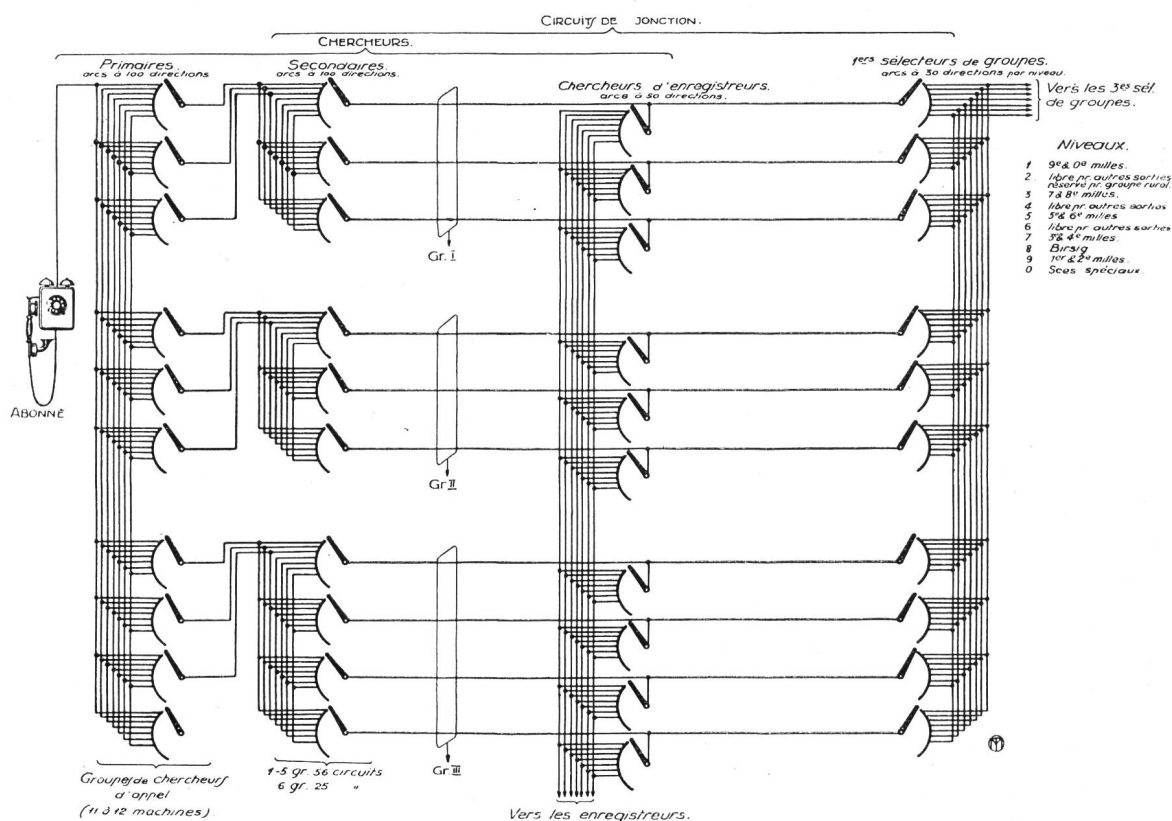 CIRCUITS DE JONCTION.
CHERCHEURS.
Primaires.
arcs à 100 directions
Secondaires.
arcs à 100 directions.
Chercheurs d'enregistreurs.
arcs à 50 directions.
1ers sélecteurs de groupes.
arcs à 30 directions par niveau.
Vers les 3es sél.
de groupes.
Niveaux.
1 9e & 0e milles.
2 libre pr. autres sorties
réservé pr. groupe rural.
3 7 & 8e milles.
4 libre pr. autres sorties
5 5e & 6e milles
6 libre pr. autres sorties
7 3e & 4e milles.
8 Birsig
9 1er & 2e milles.
0 Sces spéciaux.
Gr. I
ABONNÉ
Gr. II
Gr. III
Groupes de chercheurs
d'appel
(11 à 12 machines)
1-5 gr. 56 circuits
6 gr. 25 "
Vers les enregistreurs.